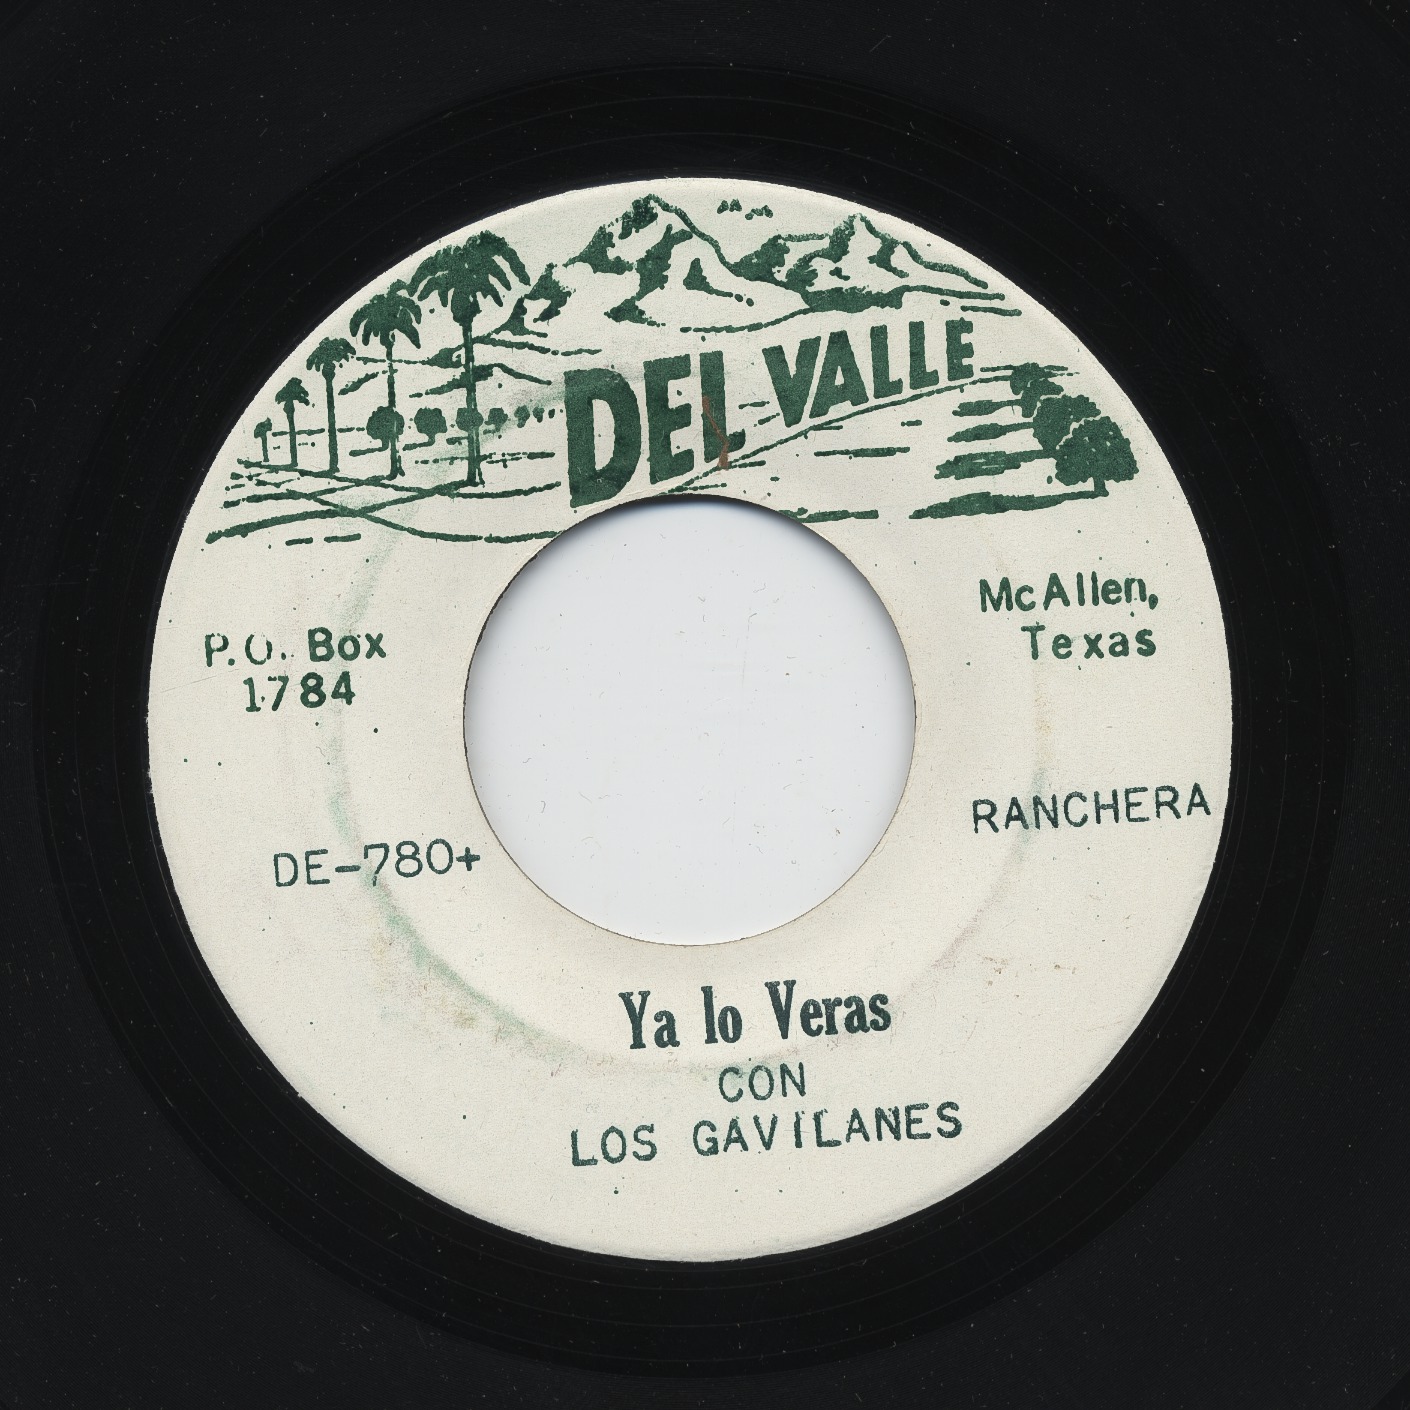 DEL VALLE
P.O. Box
1784
McAllen,
Texas
DE-780+
RANCHERA
Ya lo Veras
CON
LOS GAVILANES